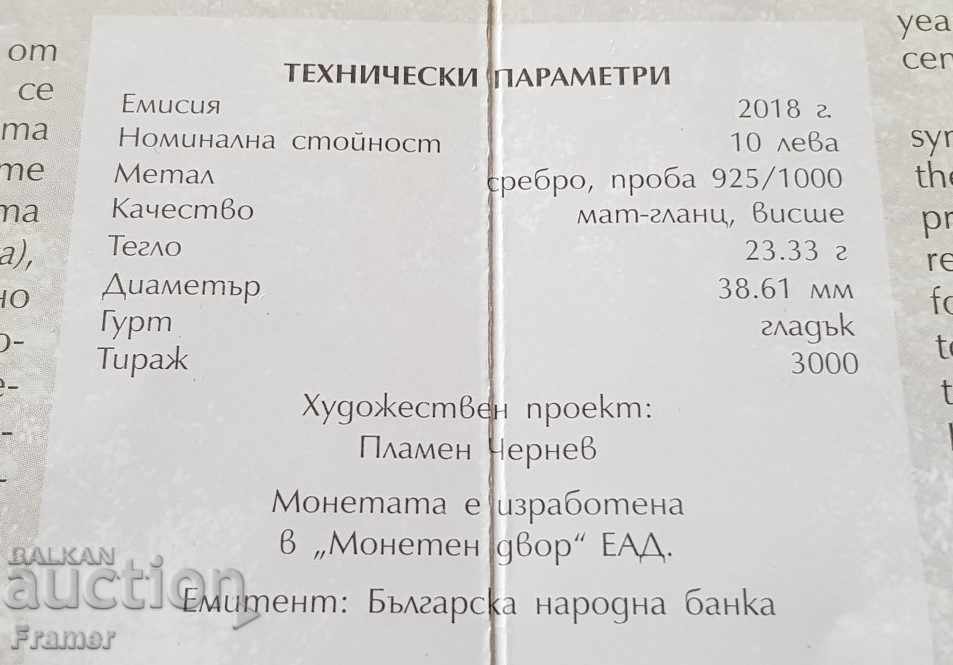 ТЕХНИЧЕСКИ ПАРАМЕТРИ
Емисия 2018 г.
Номинална стойност 10 лева
Метал сребро, проба 925/1000
Качество мат-гланц, висше
Тегло 23.33 г
Диаметър 38.61 мм
Гурт гладък
Тираж 3000
Художествен проект:
Пламен Чернев
Монетата е изработена
в „Монетен двор“ ЕАД.
Емитент: Българска народна банка
от
се
BALKAN
auction
Framer